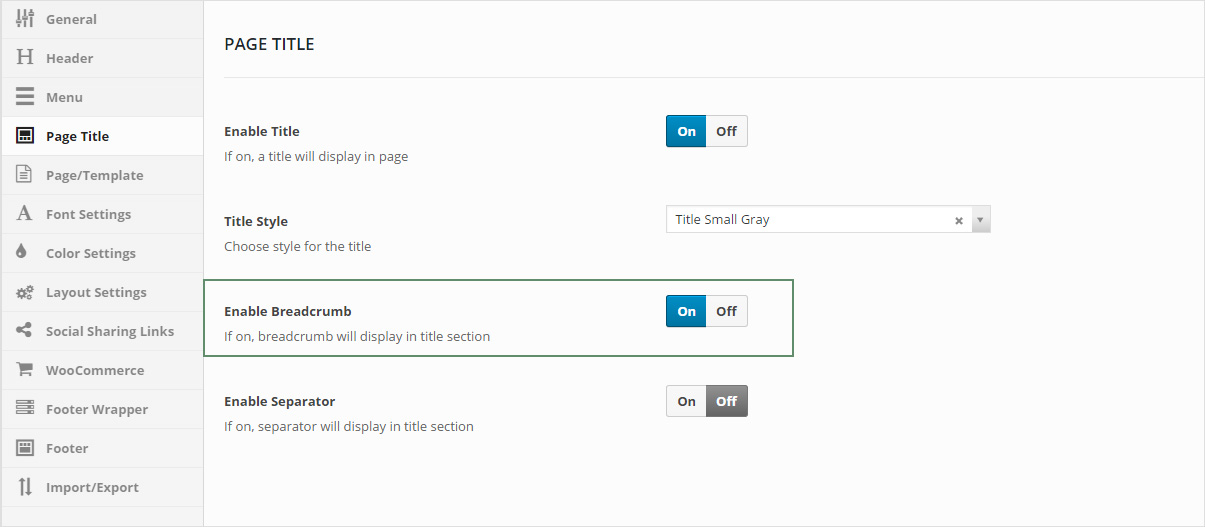 General
Header
Menu
Page Title
Page/Template
Font Settings
Color Settings
Layout Settings
Social Sharing Links
WooCommerce
Footer Wrapper
Footer
Import/Export
PAGE TITLE
Enable Title
If on, a title will display in page
On Off
Title Style
Choose style for the title
Title Small Gray
Enable Breadcrumb
If on, breadcrumb will display in title section
On Off
Enable Separator
If on, separator will display in title section
On Off